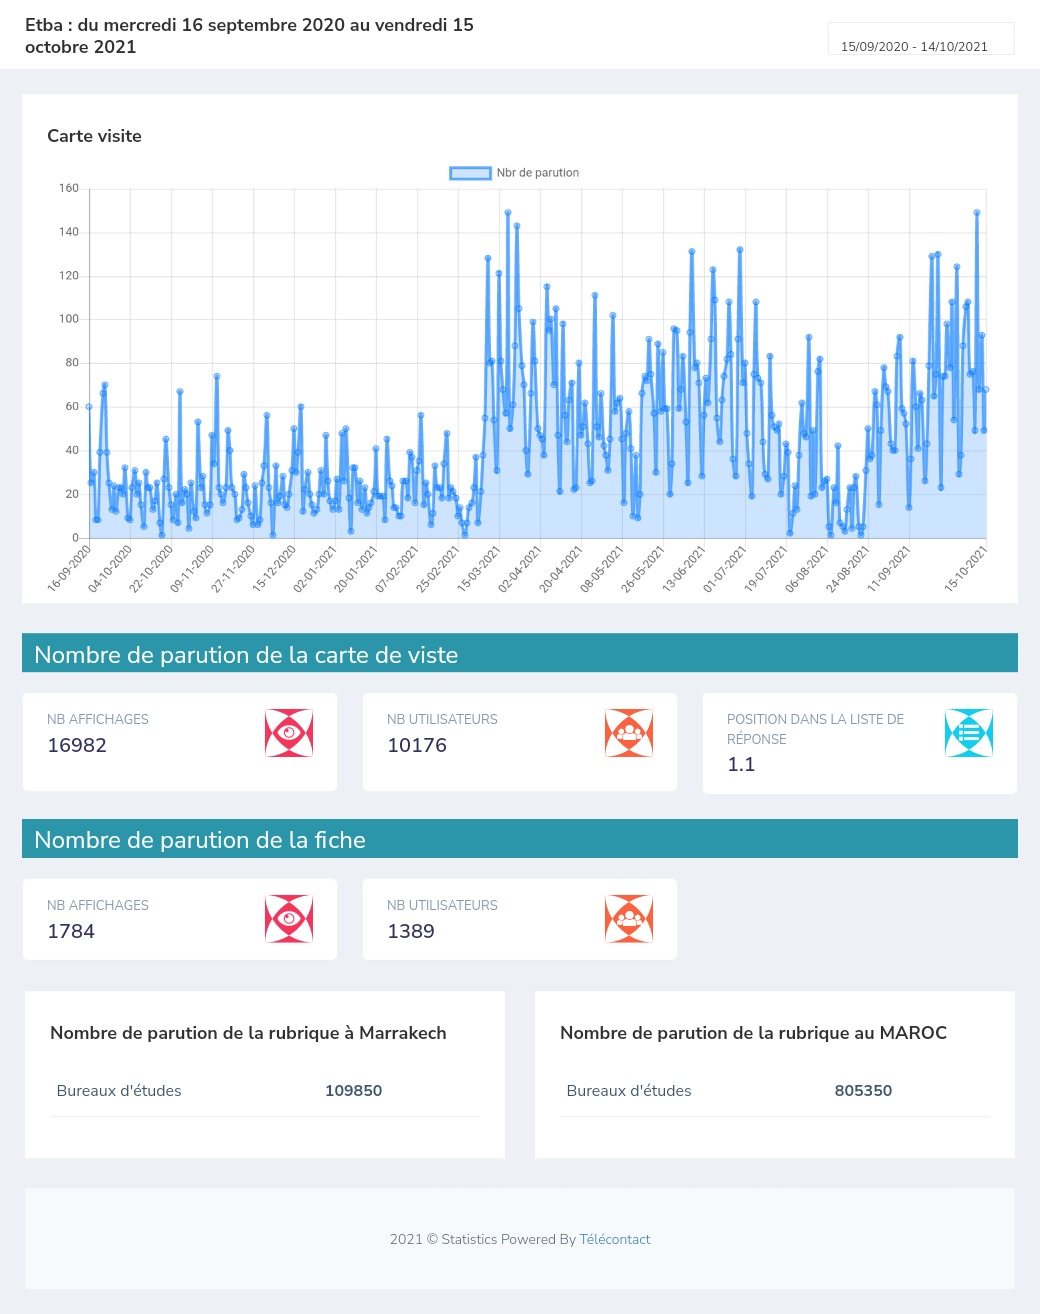 Etba : du mercredi 16 septembre 2020 au vendredi 15
octobre 2021
15/09/2020 - 14/10/2021
Carte visite
Nbr de parution
160
140
120
100
80
60
40
20
0
16-09-2020
04-10-2020
22-10-2020
09-11-2020
27-11-2020
15-12-2020
02-01-2021
20-01-2021
07-02-2021
25-02-2021
15-03-2021
02-04-2021
20-04-2021
08-05-2021
26-05-2021
13-06-2021
01-07-2021
19-07-2021
06-08-2021
24-08-2021
11-09-2021
15-10-2021
Nombre de parution de la carte de viste
NB AFFICHAGES
16982
NB UTILISATEURS
10176
POSITION DANS LA LISTE DE
RÉPONSE
1.1
Nombre de parution de la fiche
NB AFFICHAGES
1784
NB UTILISATEURS
1389
Nombre de parution de la rubrique à Marrakech
Bureaux d'études 109850
Nombre de parution de la rubrique au MAROC
Bureaux d'études 805350
2021 © Statistics Powered By Télécontact